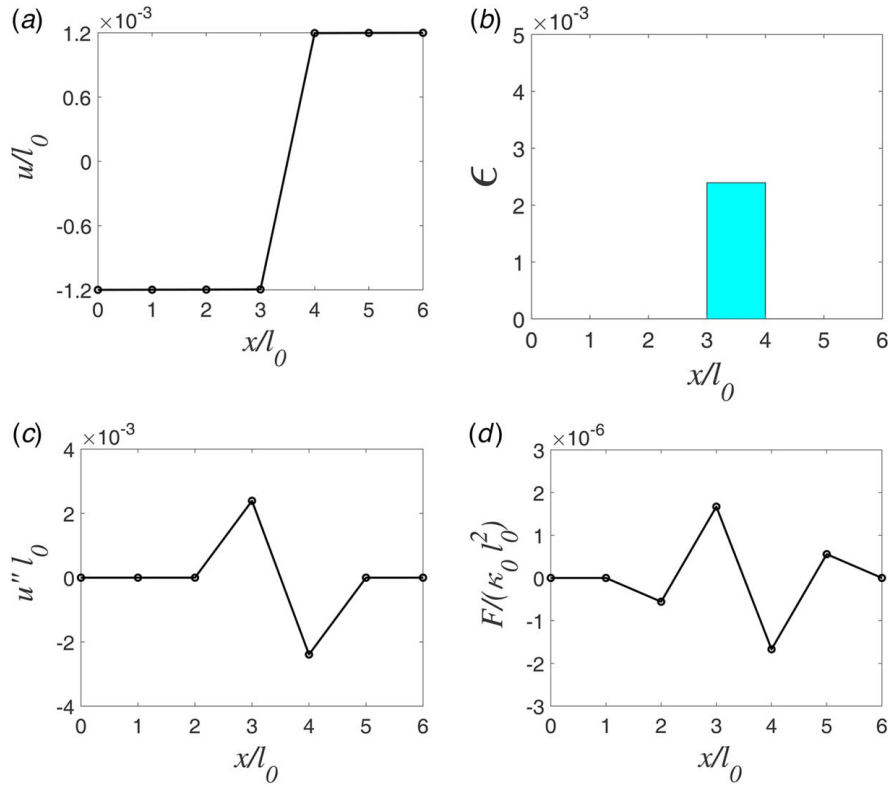 (a)
×10⁻³
1.2
0.6
0
-0.6
-1.2
u/l₀
0 1 2 3 4 5 6
x/l₀
(b)
×10⁻³
5
4
3
2
1
0
ϵ
0 1 2 3 4 5 6
x/l₀
(c)
×10⁻³
4
2
0
-2
-4
u" l₀
0 1 2 3 4 5 6
x/l₀
(d)
×10⁻⁶
3
2
1
0
-1
-2
-3
F/(κ₀ l₀²)
0 1 2 3 4 5 6
x/l₀